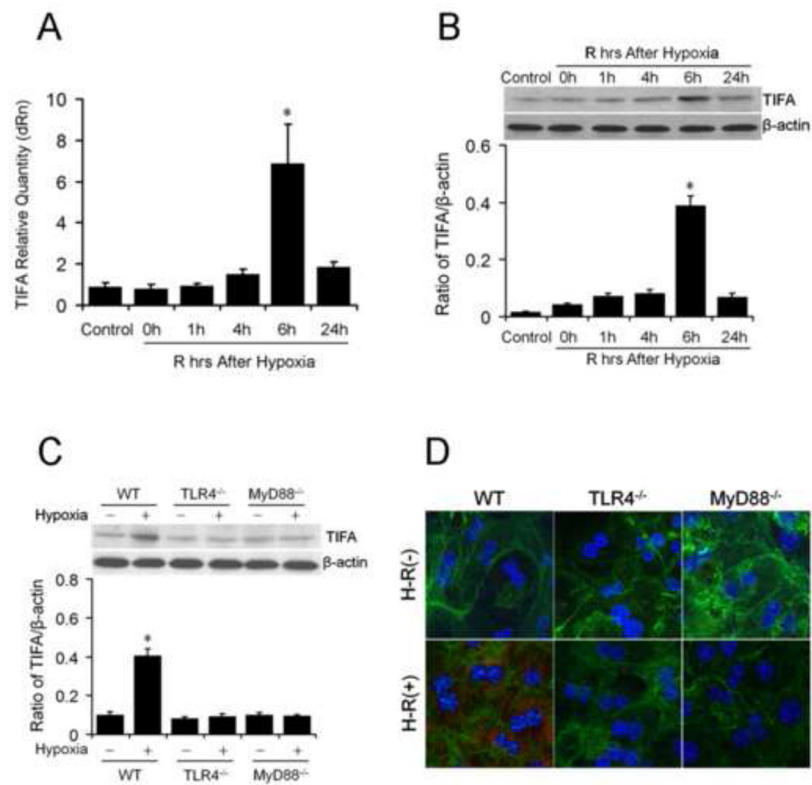 A
TIFA Relative Quantity (dRn)
10
8
6
4
2
0
*
Control 0h 1h 4h 6h 24h
R hrs After Hypoxia
B
R hrs After Hypoxia
Control 0h 1h 4h 6h 24h
TIFA
β-actin
Ratio of TIFA/β-actin
0.6
0.4
0.2
0
*
Control 0h 1h 4h 6h 24h
R hrs After Hypoxia
C
WT TLR4-/- MyD88-/-
Hypoxia − + − + − +
TIFA
β-actin
Ratio of TIFA/β-actin
0.8
0.6
0.4
0.2
0
*
Hypoxia − + − + − +
WT TLR4-/- MyD88-/-
D
WT TLR4-/- MyD88-/-
H-R(-)
H-R(+)